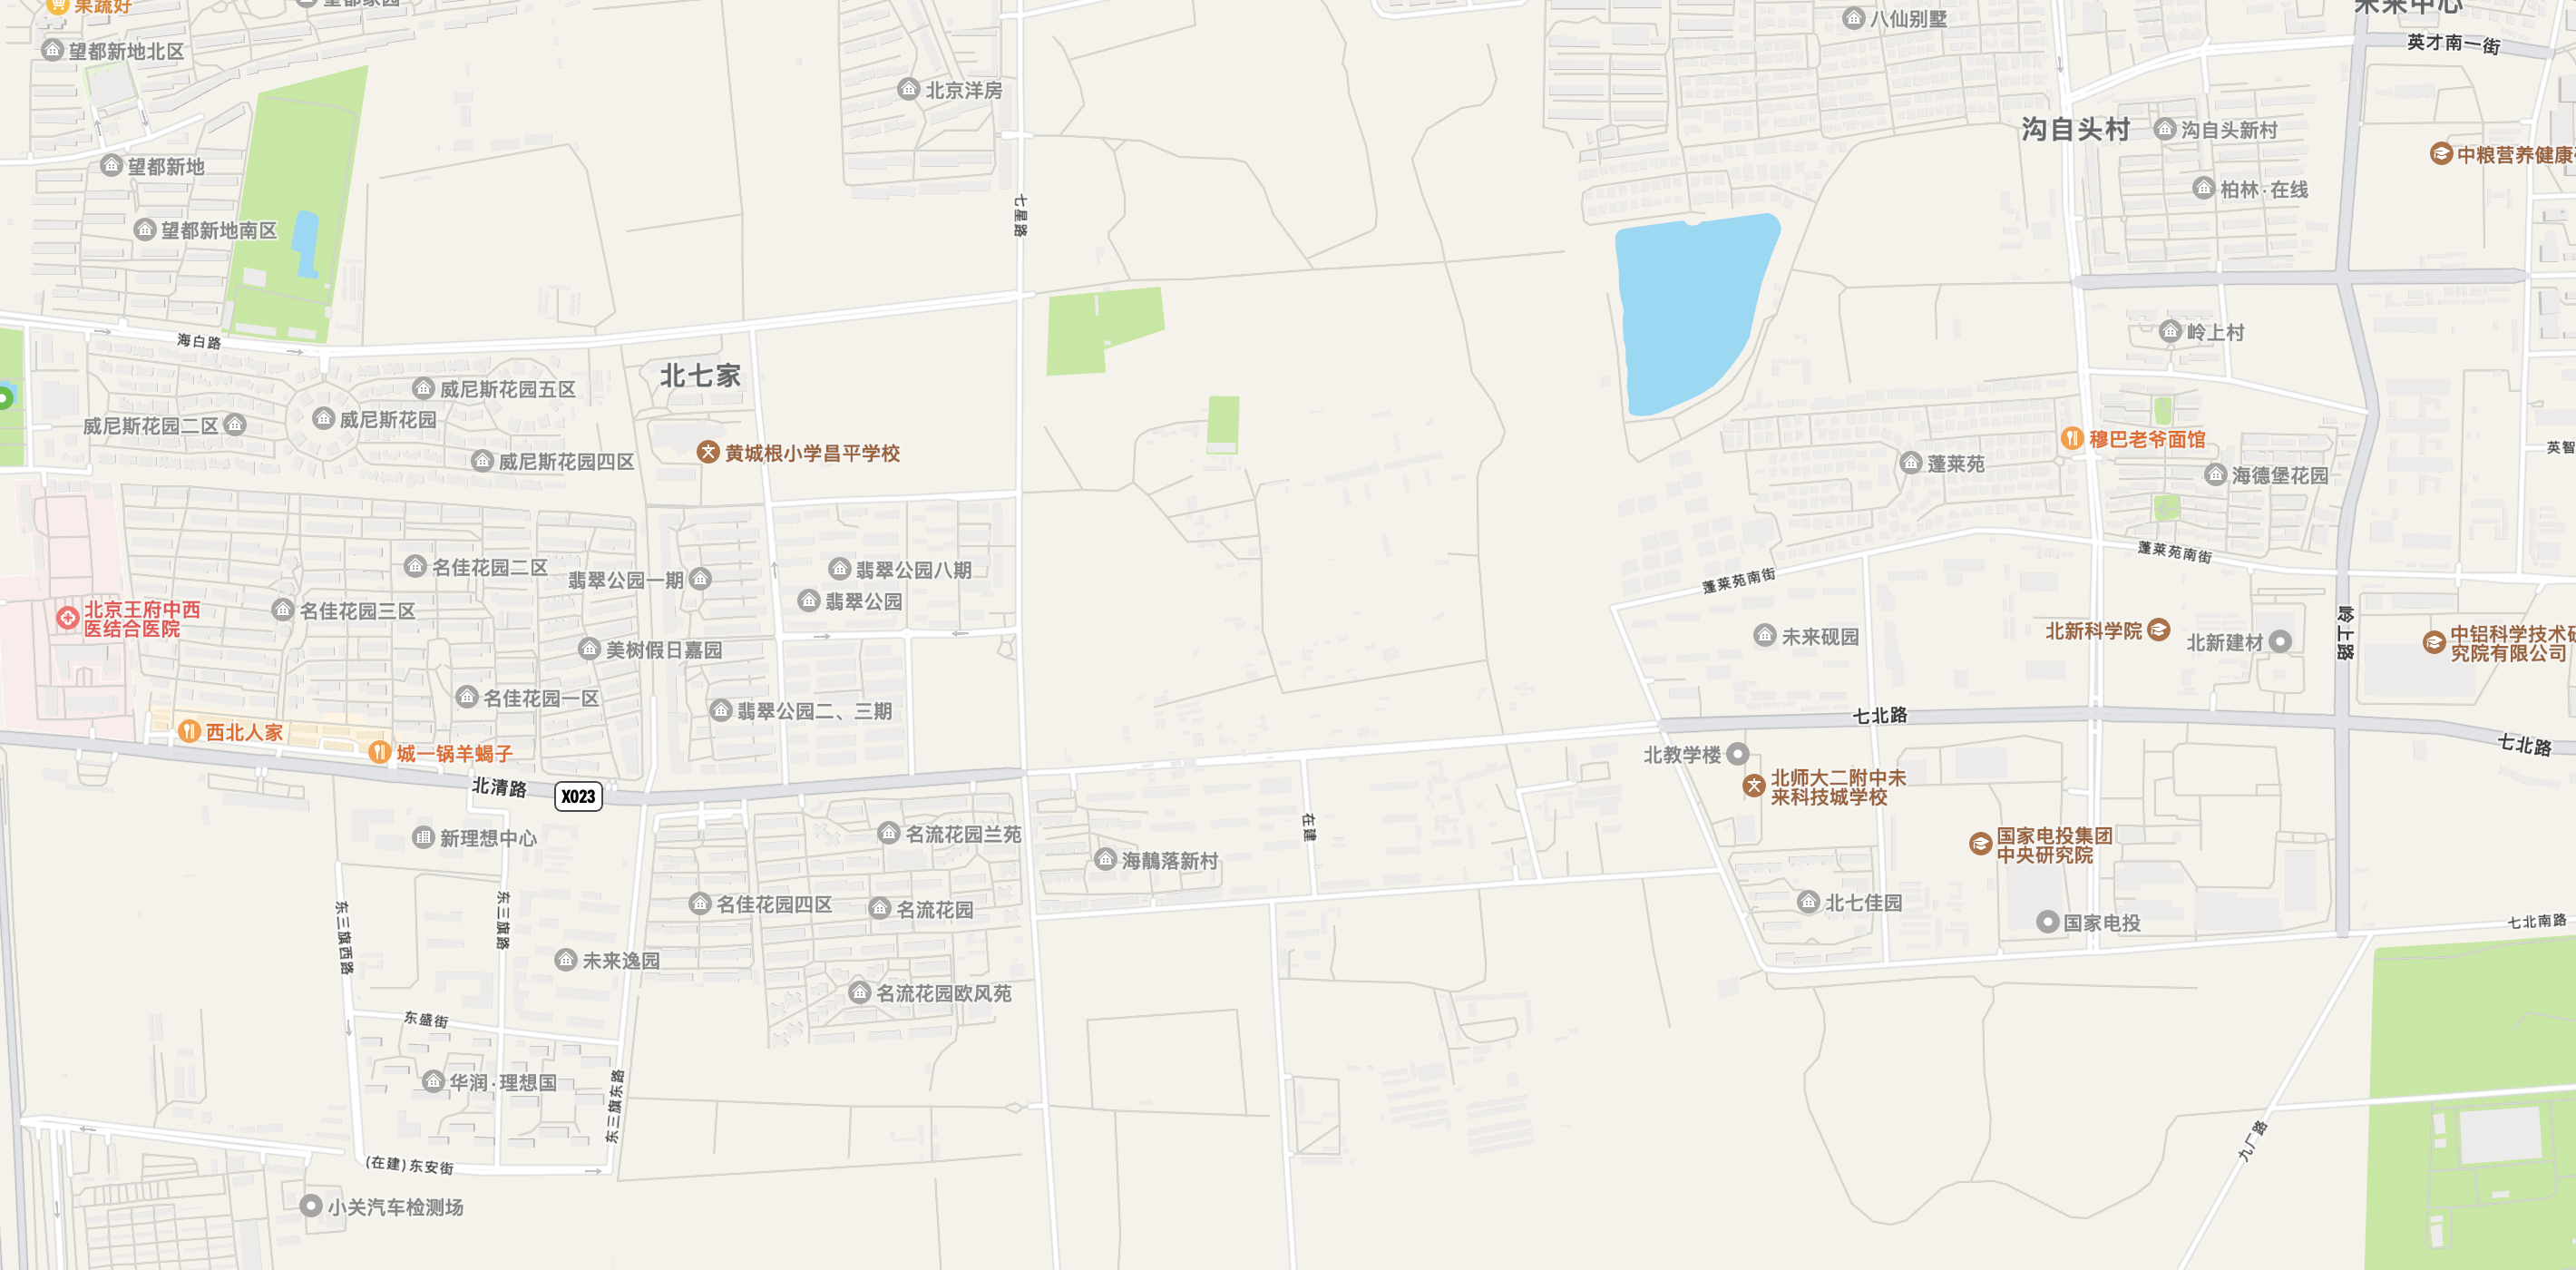 果蔬好
望都家园
八仙别墅
未来中心
英才南一街
望都新地北区
北京洋房
沟自头村
沟自头新村
中粮营养健康
望都新地
柏林·在线
七星路
望都新地南区
海白路
岭上村
北七家
威尼斯花园五区
威尼斯花园
威尼斯花园二区
穆巴老爷面馆
英智
黄城根小学昌平学校
威尼斯花园四区
蓬莱苑
海德堡花园
蓬莱苑南街
名佳花园二区
翡翠公园一期
翡翠公园八期
蓬莱苑南街
翡翠公园
北京王府中西
医结合医院
名佳花园三区
未来砚园
北新科学院
北新建材
岭上路
中铝科学技术研
究院有限公司
美树假日嘉园
名佳花园一区
翡翠公园二、三期
七北路
西北人家
城一锅羊蝎子
北教学楼
七北路
北清路
X023
北师大二附中未
来科技城学校
新理想中心
名流花园兰苑
在建
海鶄落新村
国家电投集团
中央研究院
名佳花园四区
名流花园
北七佳园
国家电投
七北南路
东三旗西路
东三旗路
未来逸园
名流花园欧风苑
东盛街
华润·理想国
东三旗东路
九厂路
(在建)东安街
小关汽车检测场